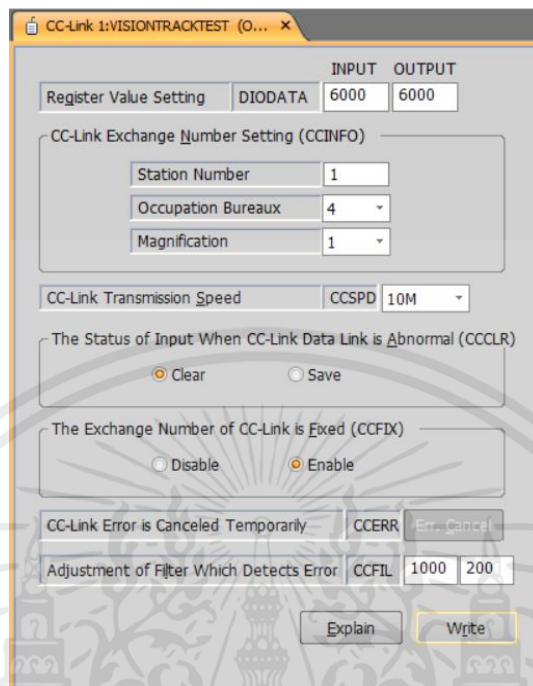 CC-Link 1:VISIONTRACKTEST (O...
INPUT OUTPUT
Register Value Setting DIODATA 6000 6000
CC-Link Exchange Number Setting (CCINFO)
Station Number 1
Occupation Bureaux 4
Magnification 1
CC-Link Transmission Speed CCSPD 10M
The Status of Input When CC-Link Data Link is Abnormal (CCCLR)
Clear Save
The Exchange Number of CC-Link is Fixed (CCFIX)
Disable Enable
CC-Link Error is Canceled Temporarily CCERR Err. Cancel
Adjustment of Filter Which Detects Error CCFIL 1000 200
Explain Write